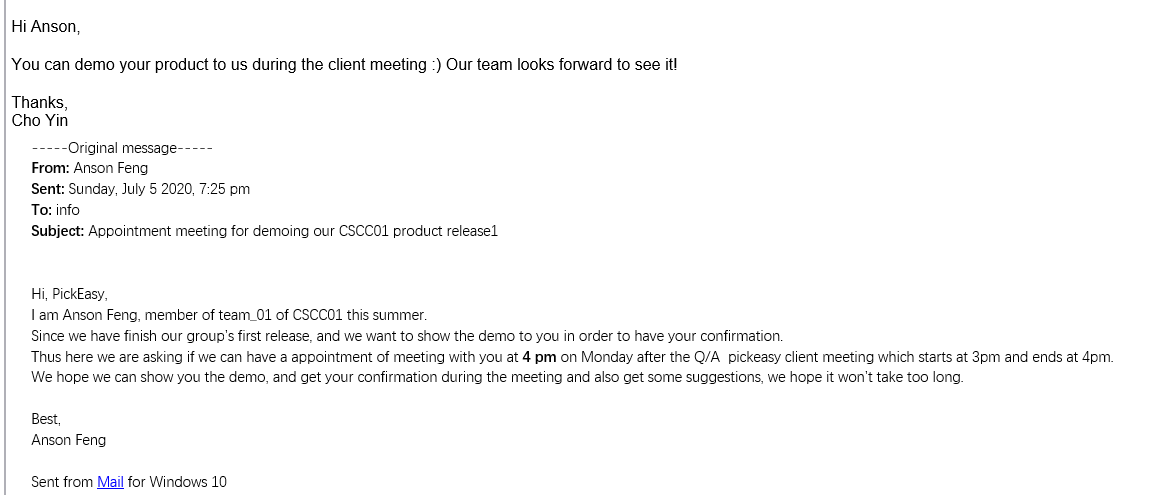 Hi Anson,
You can demo your product to us during the client meeting :) Our team looks forward to see it!
Thanks,
Cho Yin
-----Original message-----
From: Anson Feng
Sent: Sunday, July 5 2020, 7:25 pm
To: info
Subject: Appointment meeting for demoing our CSCC01 product release1
Hi, PickEasy,
I am Anson Feng, member of team_01 of CSCC01 this summer.
Since we have finish our group's first release, and we want to show the demo to you in order to have your confirmation.
Thus here we are asking if we can have a appointment of meeting with you at 4 pm on Monday after the Q/A  pickeasy client meeting which starts at 3pm and ends at 4pm.
We hope we can show you the demo, and get your confirmation during the meeting and also get some suggestions, we hope it won't take too long.
Best,
Anson Feng
Sent from Mail for Windows 10